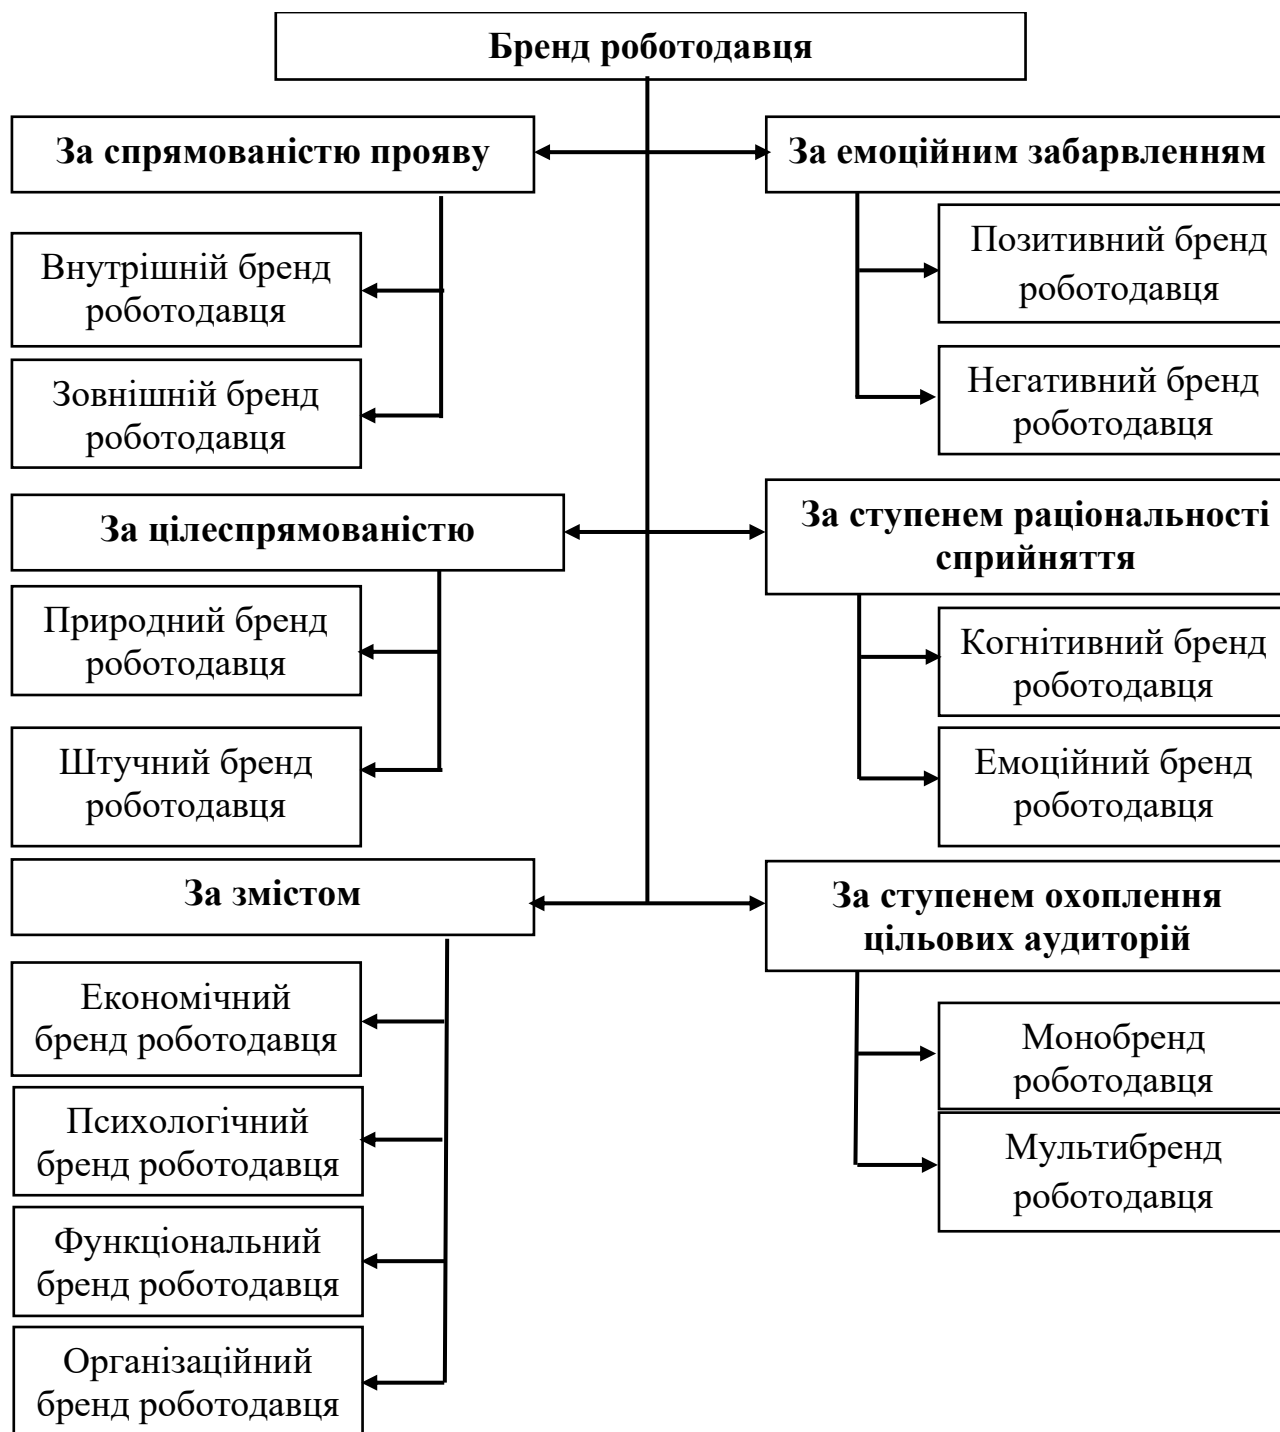 Бренд роботодавця
За спрямованістю прояву
Внутрішній бренд
роботодавця
Зовнішній бренд
роботодавця
За цілеспрямованістю
Природний бренд
роботодавця
Штучний бренд
роботодавця
За змістом
Економічний
бренд роботодавця
Психологічний
бренд роботодавця
Функціональний
бренд роботодавця
Організаційний
бренд роботодавця
За емоційним забарвленням
Позитивний бренд
роботодавця
Негативний бренд
роботодавця
За ступенем раціональності
сприйняття
Когнітивний бренд
роботодавця
Емоційний бренд
роботодавця
За ступенем охоплення
цільових аудиторій
Монобренд
роботодавця
Мультибренд
роботодавця